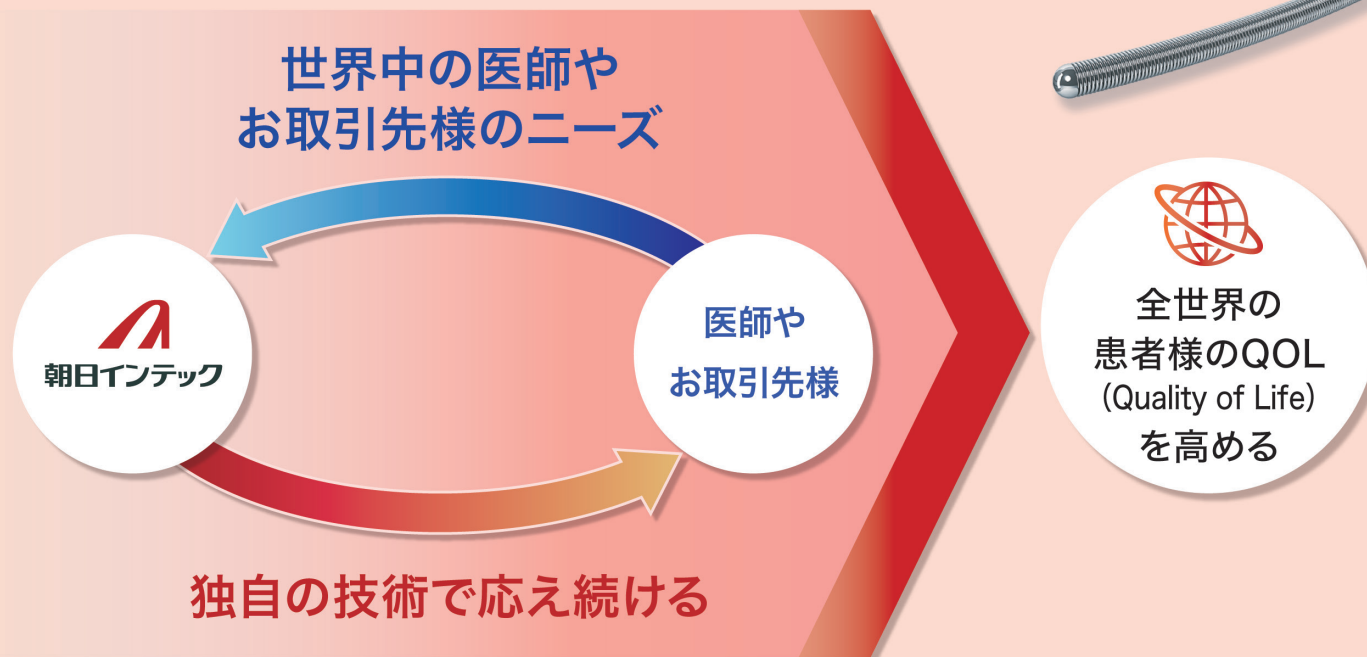 世界中の医師や
お取引先様のニーズ
朝日インテック
医師や
お取引先様
独自の技術で応え続ける
全世界の
患者様のQOL
(Quality of Life)
を高める